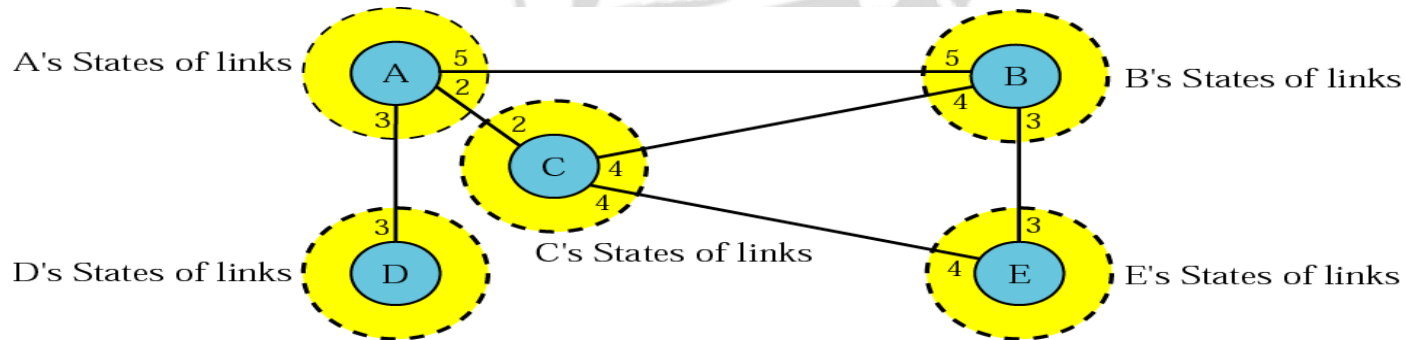 A's States of links
A
5
5
B
B's States of links
2
4
3
2
3
C
4
4
3
3
C's States of links
D's States of links
D
4
E
E's States of links